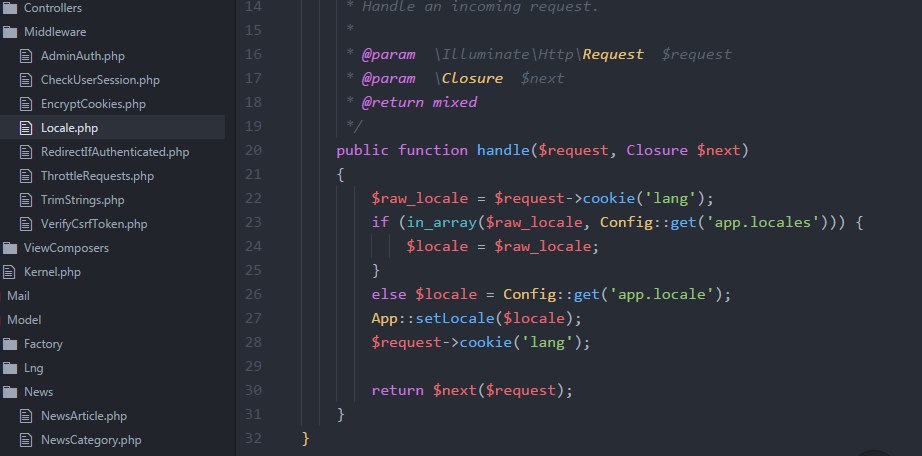 Controllers
Middleware
AdminAuth.php
CheckUserSession.php
EncryptCookies.php
Locale.php
RedirectIfAuthenticated.php
ThrottleRequests.php
TrimStrings.php
VerifyCsrfToken.php
ViewComposers
Kernel.php
Mail
Model
Factory
Lng
News
NewsArticle.php
NewsCategory.php
14 * Handle an incoming request.
15 *
16 * @param \Illuminate\Http\Request $request
17 * @param \Closure $next
18 * @return mixed
19 */
20 public function handle($request, Closure $next)
21 {
22 $raw_locale = $request->cookie('lang');
23 if (in_array($raw_locale, Config::get('app.locales'))) {
24 $locale = $raw_locale;
25 }
26 else $locale = Config::get('app.locale');
27 App::setLocale($locale);
28 $request->cookie('lang');
29
30 return $next($request);
31 }
32 }